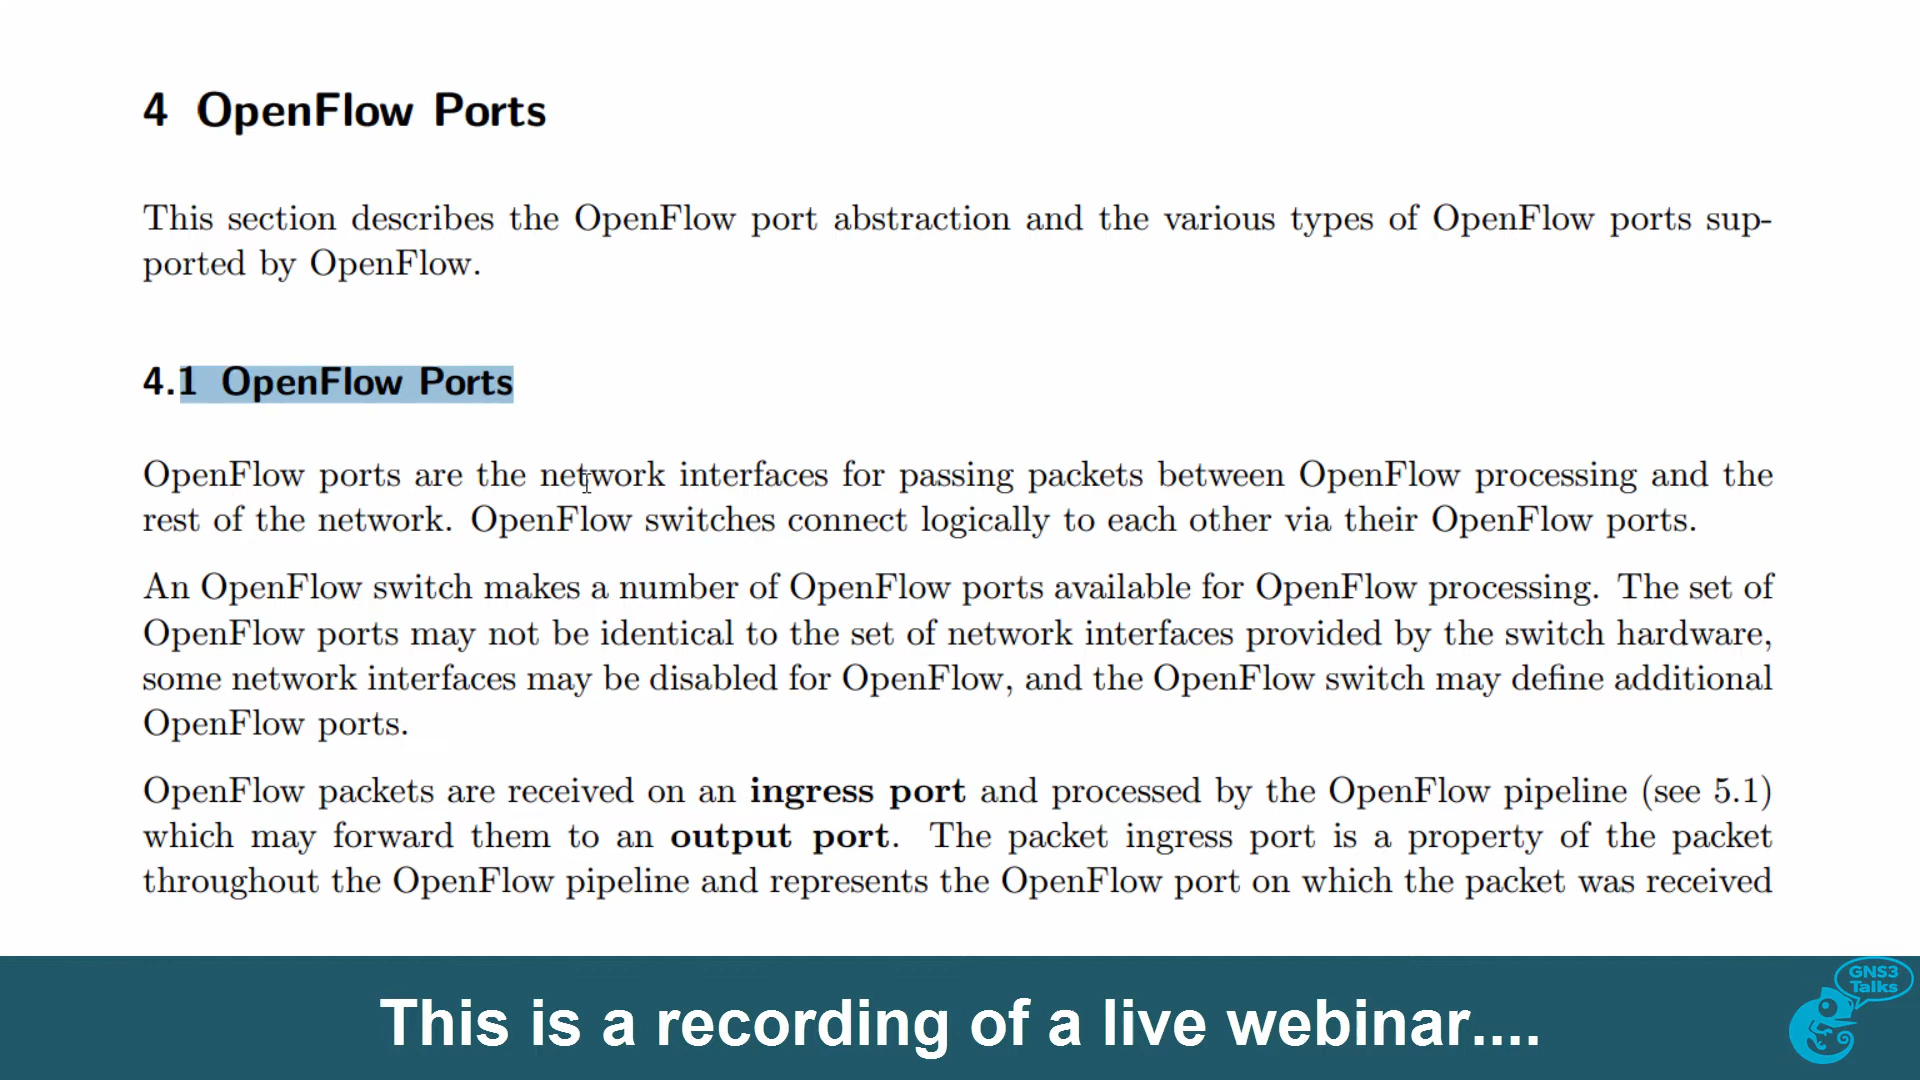 4 OpenFlow Ports
This section describes the OpenFlow port abstraction and the various types of OpenFlow ports sup-
ported by OpenFlow.
4.1 OpenFlow Ports
OpenFlow ports are the network interfaces for passing packets between OpenFlow processing and the
rest of the network. OpenFlow switches connect logically to each other via their OpenFlow ports.
An OpenFlow switch makes a number of OpenFlow ports available for OpenFlow processing. The set of
OpenFlow ports may not be identical to the set of network interfaces provided by the switch hardware,
some network interfaces may be disabled for OpenFlow, and the OpenFlow switch may define additional
OpenFlow ports.
OpenFlow packets are received on an ingress port and processed by the OpenFlow pipeline (see 5.1)
which may forward them to an output port. The packet ingress port is a property of the packet
throughout the OpenFlow pipeline and represents the OpenFlow port on which the packet was received
This is a recording of a live webinar....
GNS3
Talks